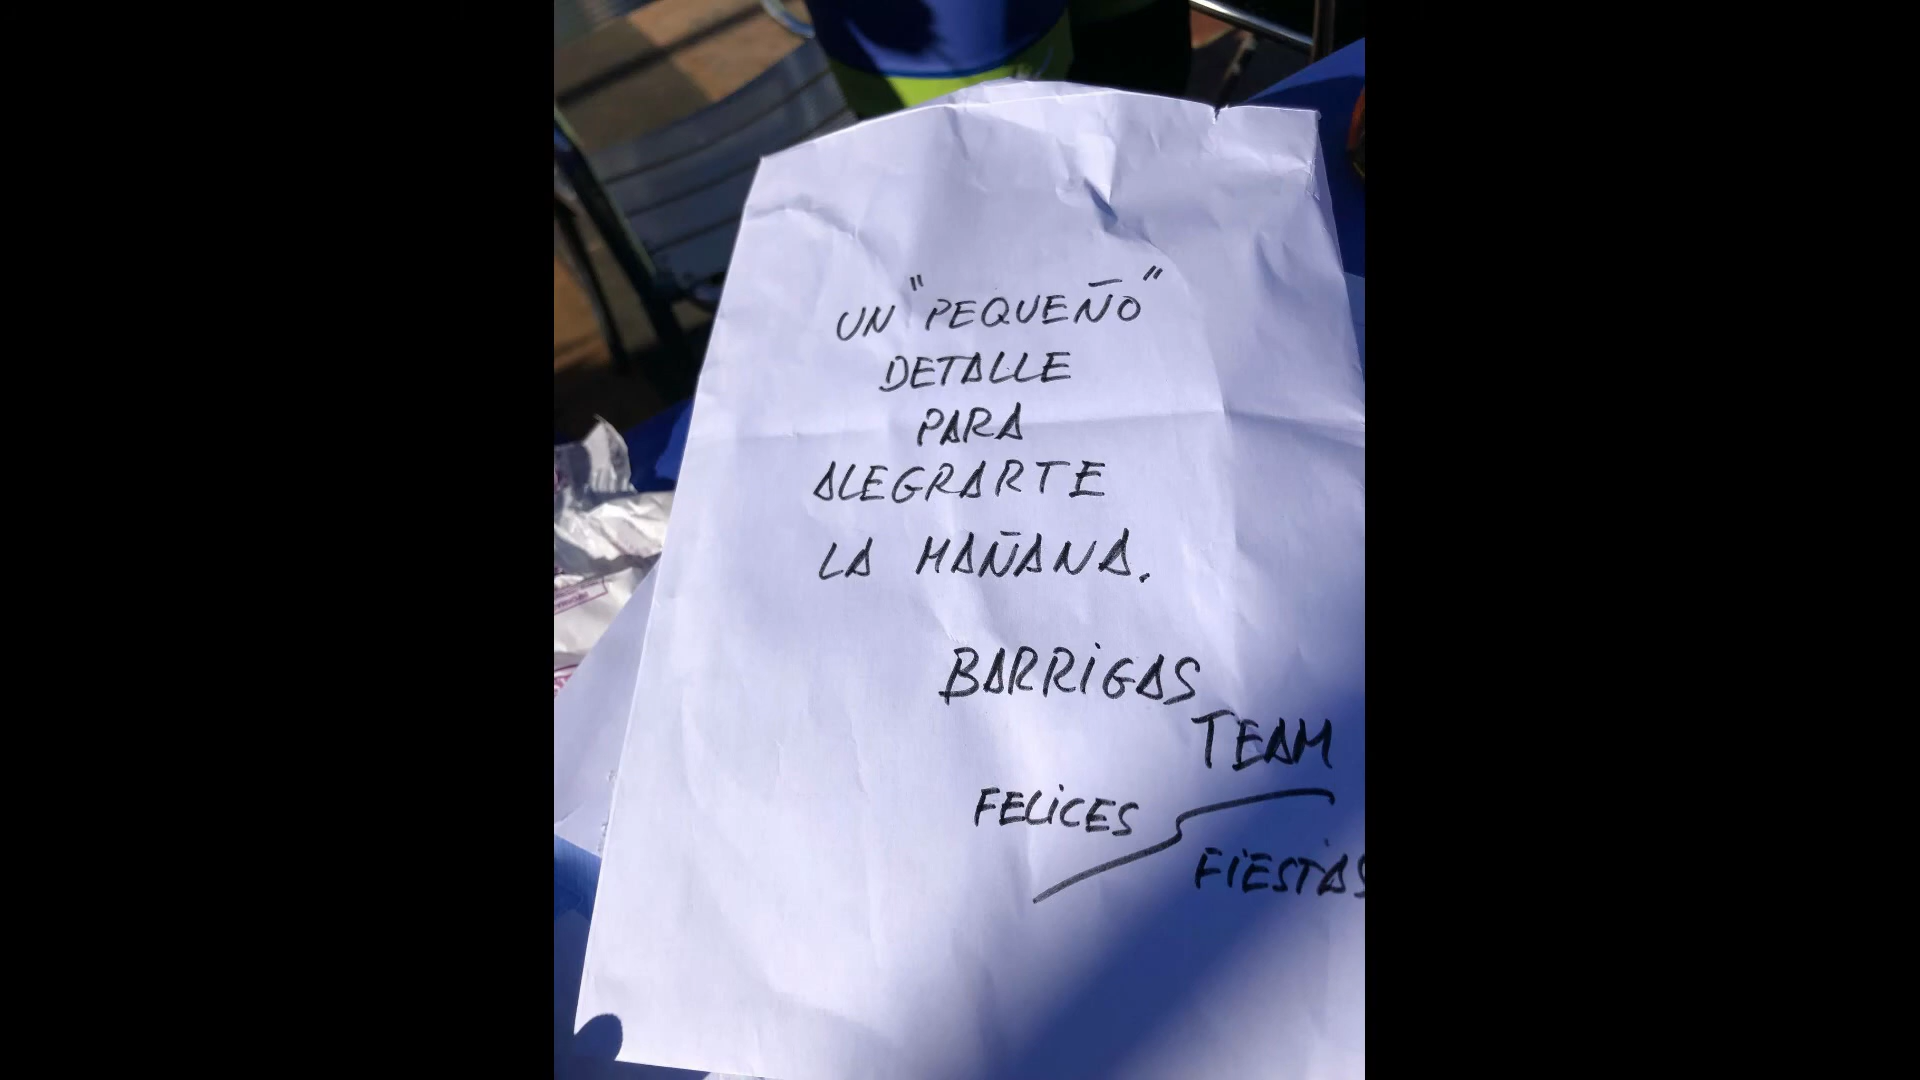 UN "PEQUEÑO"
DETALLE
PARA
ALEGRARTE
LA MAÑANA.
BARRIGAS
TEAM
FELICES
FIESTAS